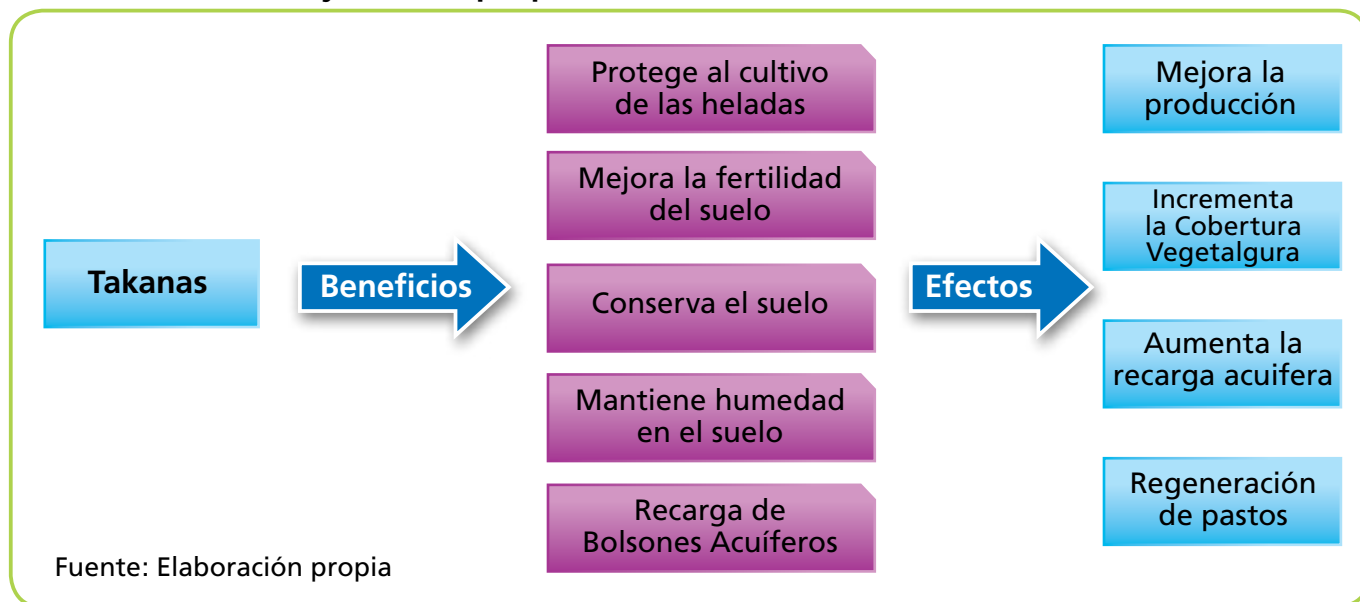 Takanas
Beneficios
Protege al cultivo
de las heladas
Mejora la fertilidad
del suelo
Conserva el suelo
Mantiene humedad
en el suelo
Recarga de
Bolsones Acuíferos
Efectos
Mejora la
producción
Incrementa
la Cobertura
Vegetalgura
Aumenta la
recarga acuifera
Regeneración
de pastos
Fuente: Elaboración propia